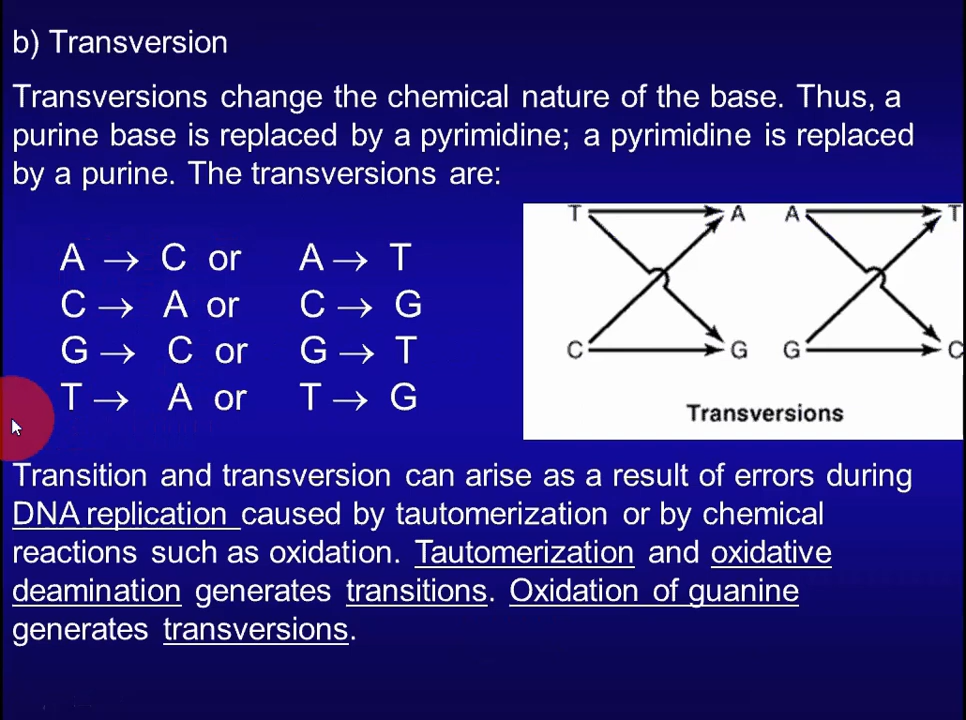 b) Transversion
Transversions change the chemical nature of the base. Thus, a
purine base is replaced by a pyrimidine; a pyrimidine is replaced
by a purine. The transversions are:
A → C or A → T
C → A or C → G
G → C or G → T
T → A or T → G
T A A T
C G G C
Transversions
Transition and transversion can arise as a result of errors during
DNA replication caused by tautomerization or by chemical
reactions such as oxidation. Tautomerization and oxidative
deamination generates transitions. Oxidation of guanine
generates transversions.